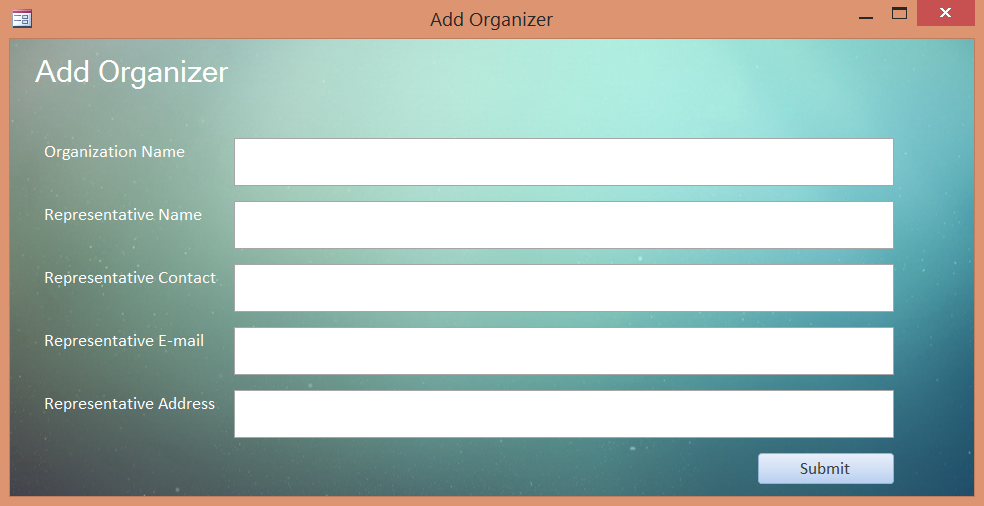 Add Organizer
Add Organizer
Organization Name
Representative Name
Representative Contact
Representative E-mail
Representative Address
Submit